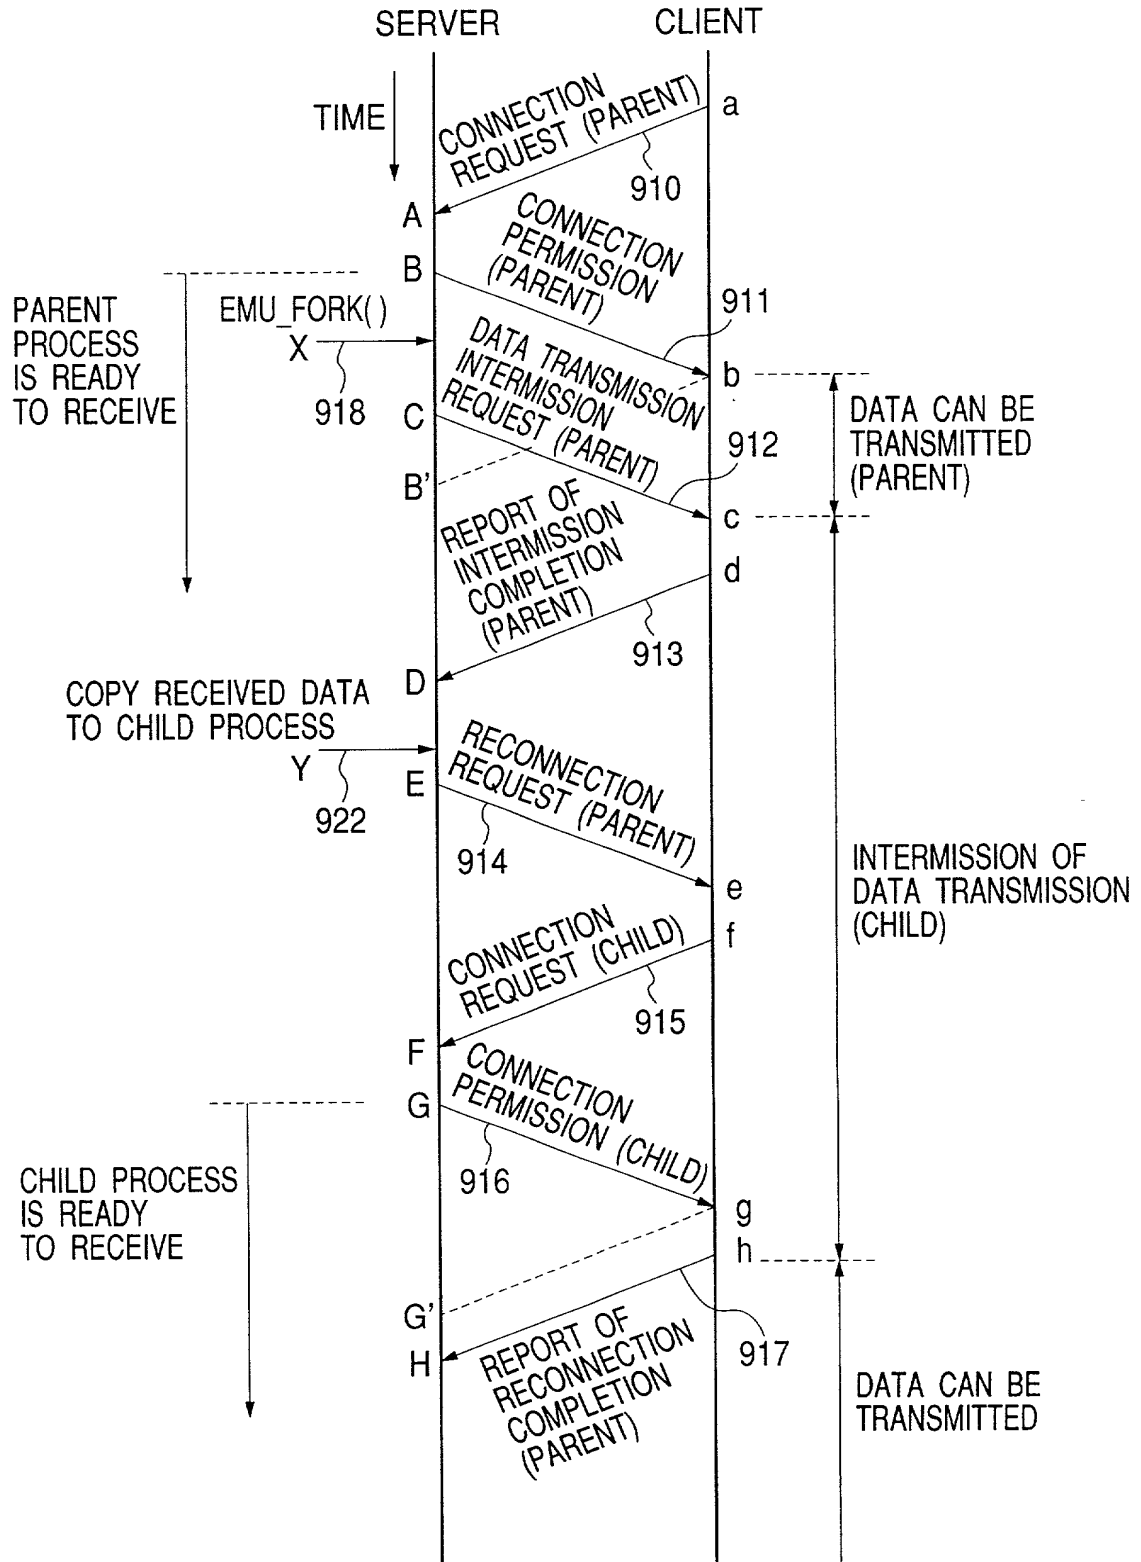 SERVER
CLIENT
TIME
CONNECTION
REQUEST (PARENT)
a
910
A
CONNECTION
PERMISSION
(PARENT)
B
911
PARENT
PROCESS
IS READY
TO RECEIVE
EMU_FORK()
X
918
b
DATA TRANSMISSION
INTERMISSION
REQUEST (PARENT)
C
912
DATA CAN BE
TRANSMITTED
(PARENT)
B'
c
REPORT OF
INTERMISSION
COMPLETION
(PARENT)
d
913
D
COPY RECEIVED DATA
TO CHILD PROCESS
Y
922
RECONNECTION
REQUEST (PARENT)
E
914
e
INTERMISSION OF
DATA TRANSMISSION
(CHILD)
CONNECTION
REQUEST (CHILD)
f
915
F
CONNECTION
PERMISSION (CHILD)
G
916
CHILD PROCESS
IS READY
TO RECEIVE
g
h
G'
H
917
REPORT OF
RECONNECTION
COMPLETION
(PARENT)
DATA CAN BE
TRANSMITTED